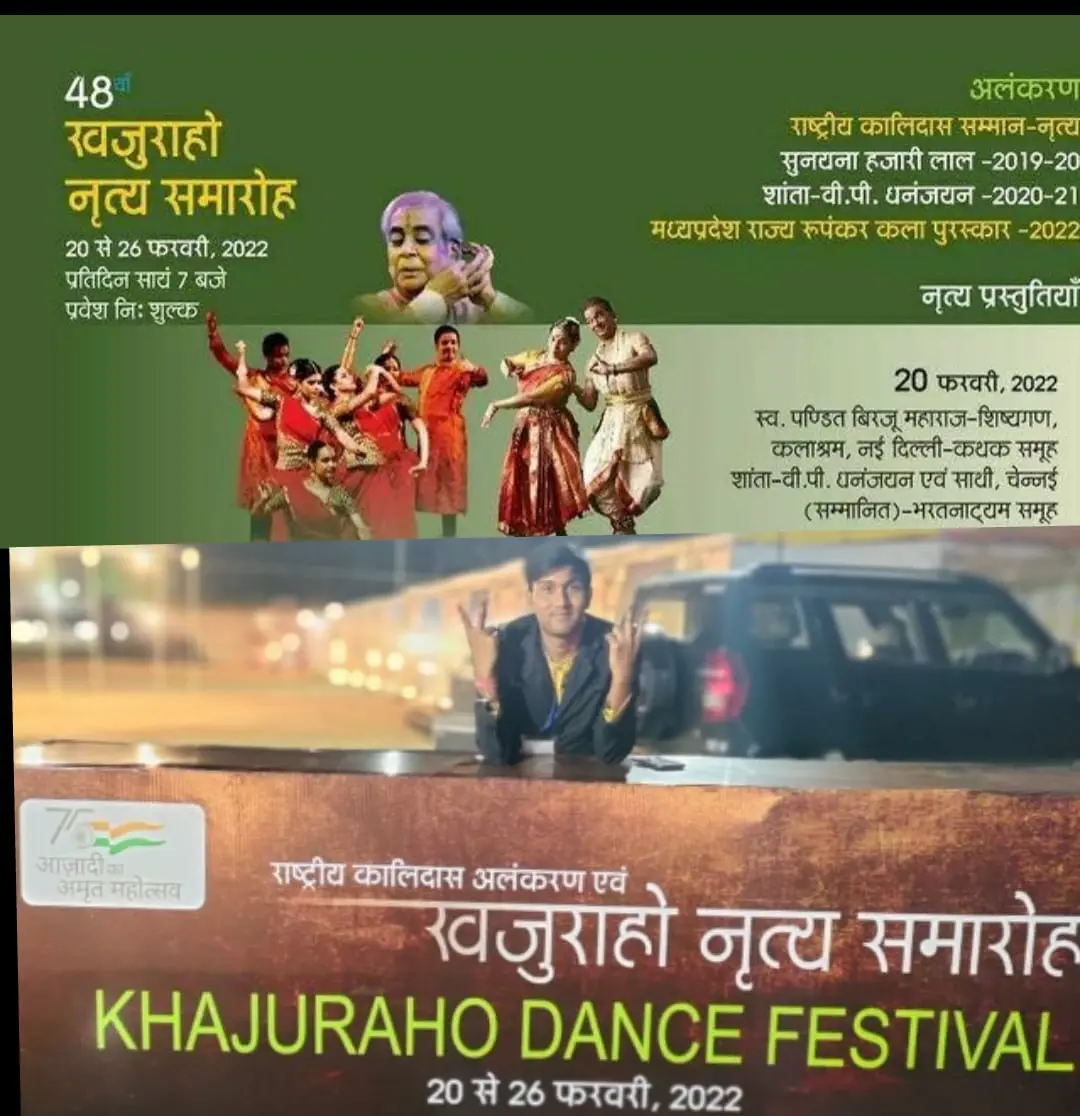 48वाँ
खजुराहो
नृत्य समारोह
20 से 26 फरवरी, 2022
प्रतिदिन सायं 7 बजे
प्रवेश नि: शुल्क
अलंकरण
राष्ट्रीय कालिदास सम्मान-नृत्य
सुनयना हजारी लाल -2019-20
शांता-वी.पी. धनंजयन -2020-21
मध्यप्रदेश राज्य रुपंकर कला पुरस्कार -2022
नृत्य प्रस्तुतियाँ
20 फरवरी, 2022
स्व. पण्डित बिरजू महाराज-शिष्यगण,
कलाश्रम, नई दिल्ली-कथक समूह
शांता-वी.पी. धनंजयन एवं साथी, चेन्नई
(सम्मानित)-भरतनाट्यम समूह
75
आज़ादी का
अमृत महोत्सव
राष्ट्रीय कालिदास अलंकरण एवं
खजुराहो नृत्य समारोह
KHAJURAHO DANCE FESTIVAL
20 से 26 फरवरी, 2022